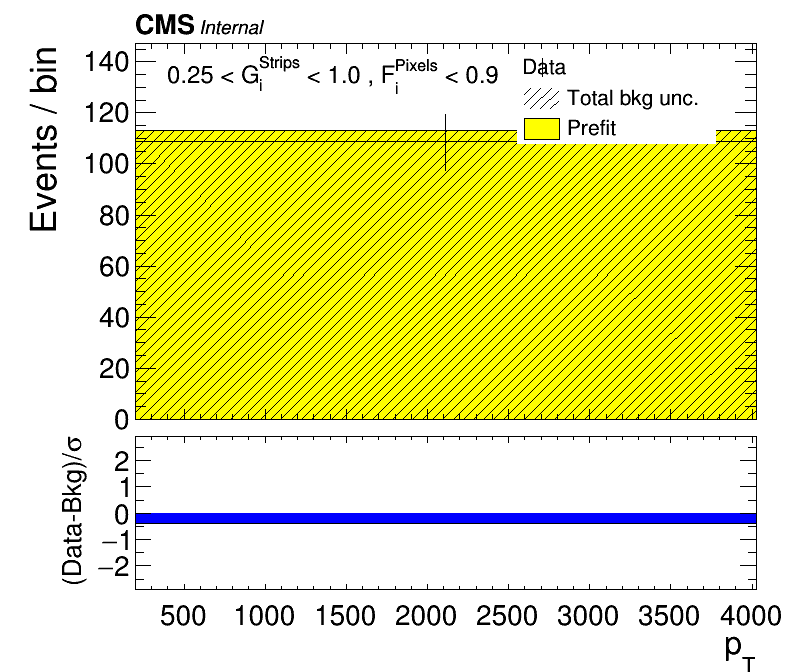 CMS Internal
0.25 < G_i^Strips < 1.0 , F_i^Pixels < 0.9
Data
Total bkg unc.
Prefit
Events / bin
140
120
100
80
60
40
20
0
(Data-Bkg)/σ
2
1
0
−1
−2
500 1000 1500 2000 2500 3000 3500 4000
p_T